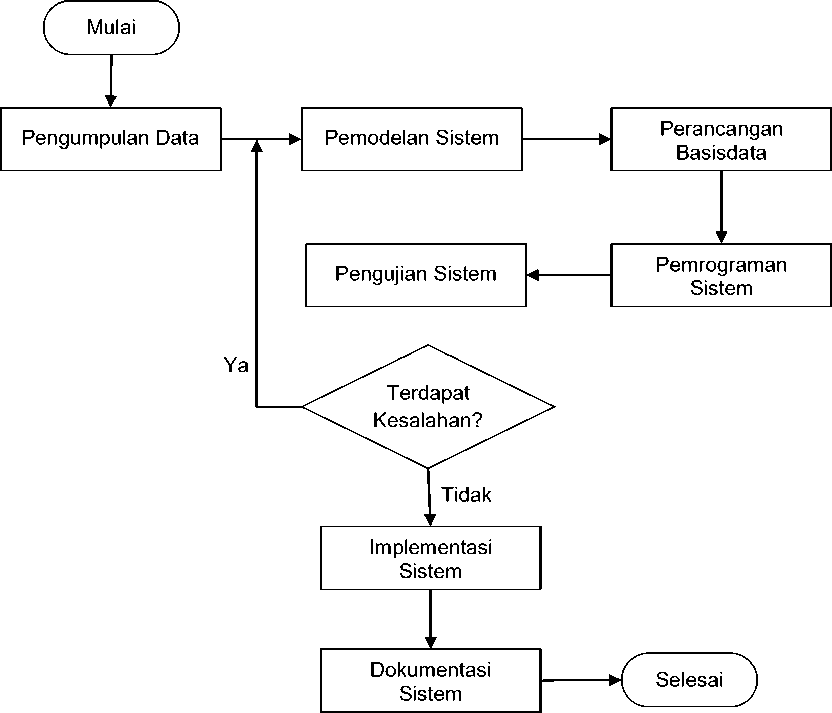 Mulai
Pengumpulan Data
Pemodelan Sistem
Perancangan
Basisdata
Pemrograman
Sistem
Pengujian Sistem
Ya
Terdapat
Kesalahan?
Tidak
Implementasi
Sistem
Dokumentasi
Sistem
Selesai